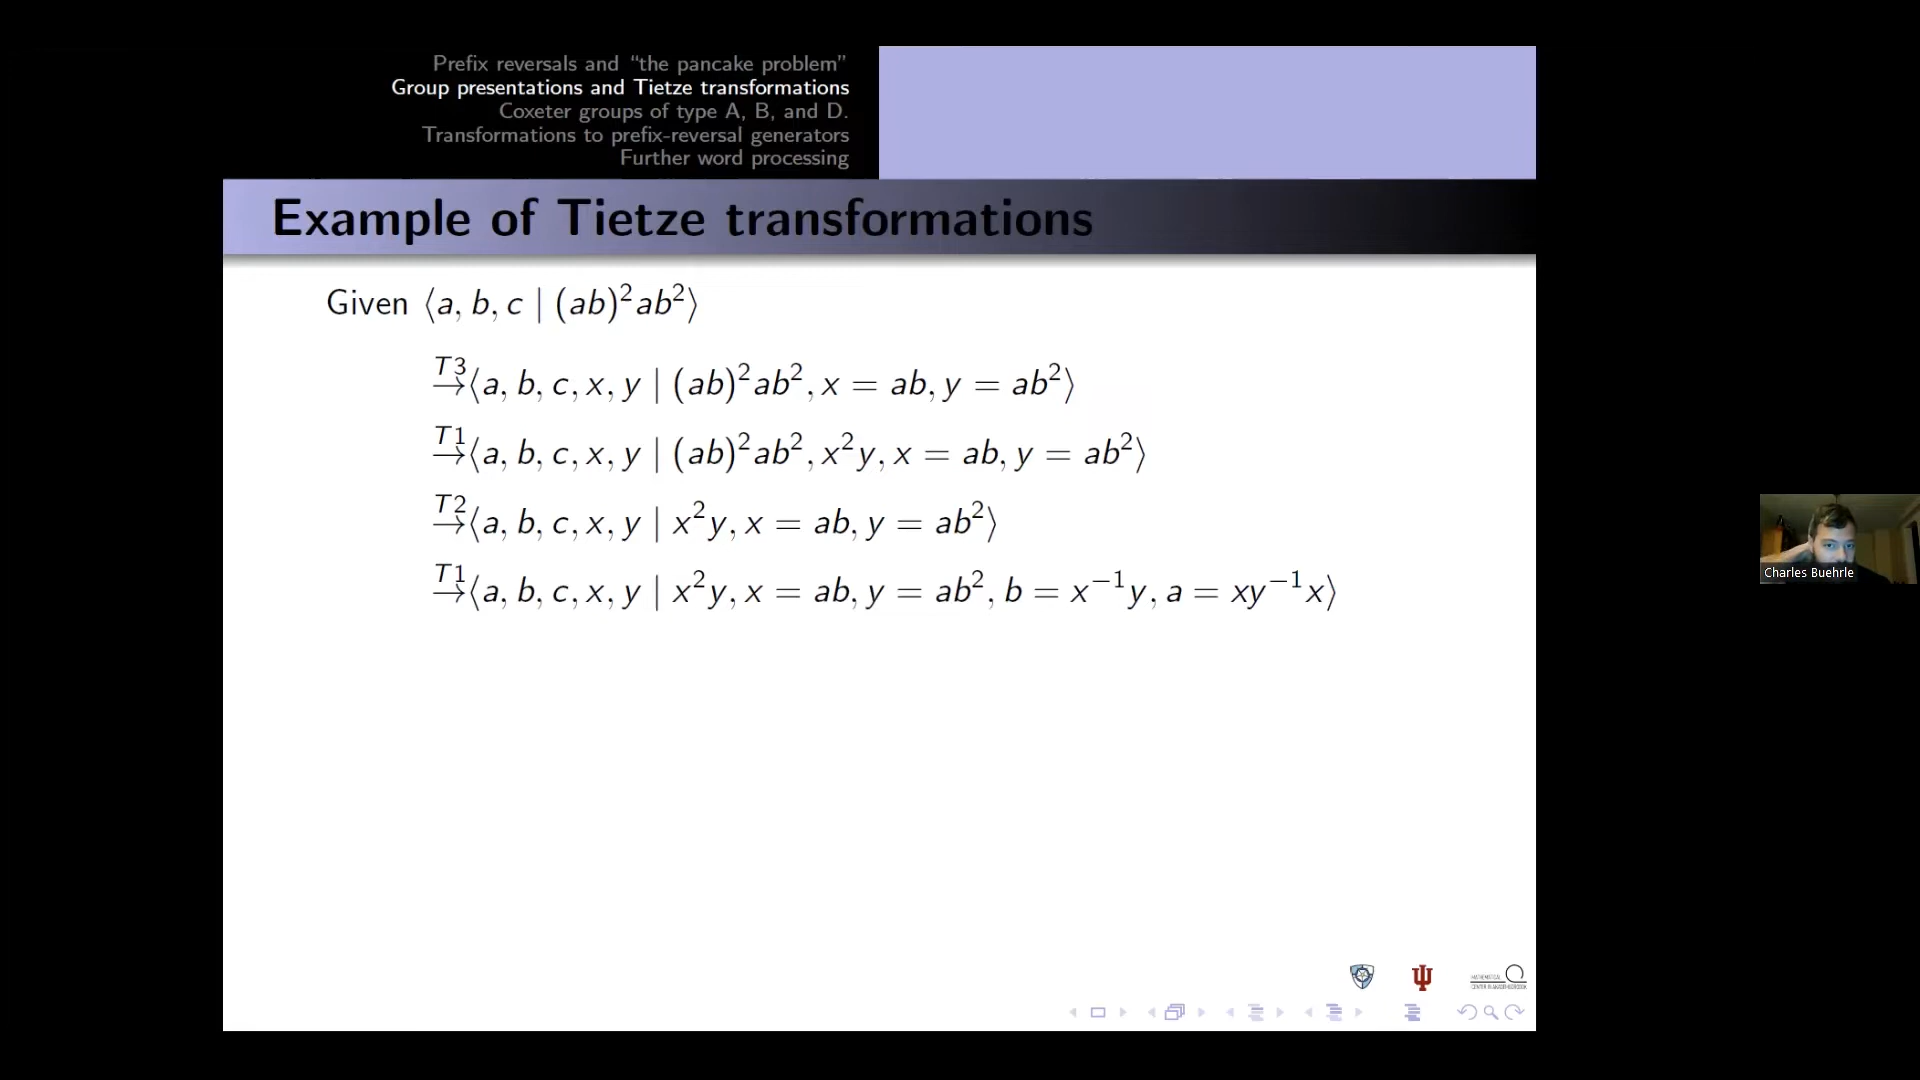 Prefix reversals and “the pancake problem”
Group presentations and Tietze transformations
Coxeter groups of type A, B, and D.
Transformations to prefix-reversal generators
Further word processing
Example of Tietze transformations
Given ⟨a, b, c | (ab)²ab²⟩
T3→⟨a, b, c, x, y | (ab)²ab², x = ab, y = ab²⟩
T1→⟨a, b, c, x, y | (ab)²ab², x²y, x = ab, y = ab²⟩
T2→⟨a, b, c, x, y | x²y, x = ab, y = ab²⟩
T1→⟨a, b, c, x, y | x²y, x = ab, y = ab², b = x⁻¹y, a = xy⁻¹x⟩
Charles Buehrle